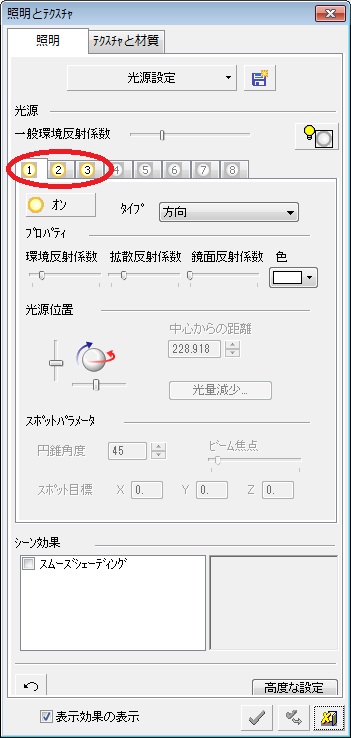 照明とテクスチャ
照明
ﾃｸｽﾁｬと材質
光源設定
光源
一般環境反射係数
1 2 3 4 5 6 7 8
オン
ﾀｲﾌﾟ
方向
ﾌﾟﾛﾊﾟﾃｨ
環境反射係数 拡散反射係数 鏡面反射係数 色
光源位置
中心からの距離
228.918
光量減少...
ｽﾎﾟｯﾄﾊﾟﾗﾒｰﾀ
円錐角度
45
ﾋﾞｰﾑ焦点
ｽﾎﾟｯﾄ目標
X 0. Y 0. Z 0.
ｼｰﾝ効果
ｽﾑｰｽﾞｼｪｰﾃﾞｨﾝｸﾞ
高度な設定
表示効果の表示